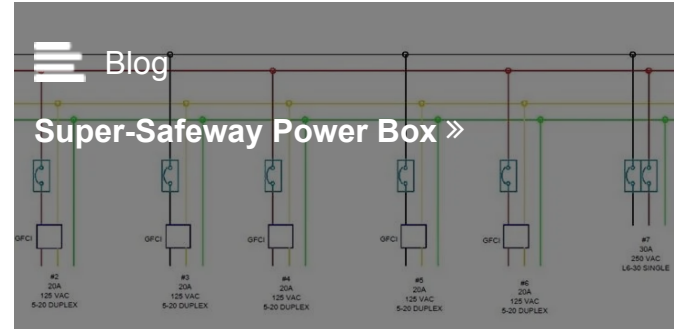 Blog
Super-Safeway Power Box »
GFCI GFCI GFCI GFCI GFCI
#2
20A
125 VAC
5-20 DUPLEX
#3
20A
125 VAC
5-20 DUPLEX
#4
20A
125 VAC
5-20 DUPLEX
#5
20A
125 VAC
5-20 DUPLEX
#6
20A
125 VAC
5-20 DUPLEX
#7
30A
250 VAC
L6-30 SINGLE